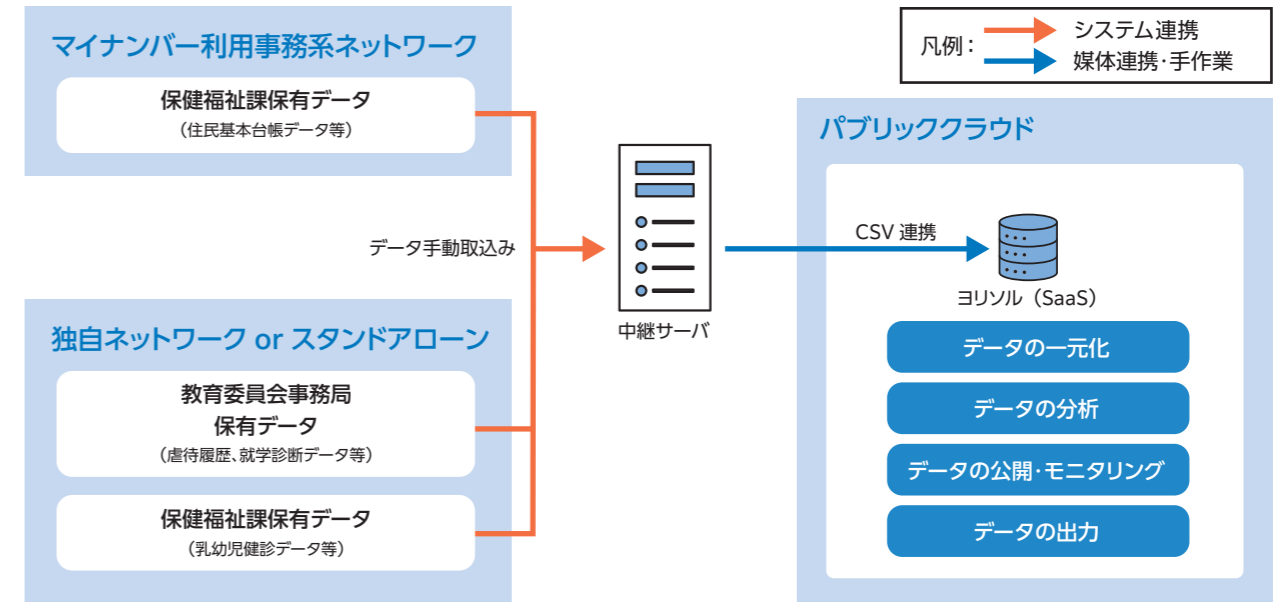 マイナンバー利用事務系ネットワーク
保健福祉課保有データ
（住民基本台帳データ等）
データ手動取込み
独自ネットワーク or スタンドアローン
教育委員会事務局
保有データ
（虐待履歴、就学診断データ等）
保健福祉課保有データ
（乳幼児健診データ等）
中継サーバ
凡例：
システム連携
媒体連携・手作業
パブリッククラウド
CSV 連携
ヨリソル（SaaS）
データの一元化
データの分析
データの公開・モニタリング
データの出力